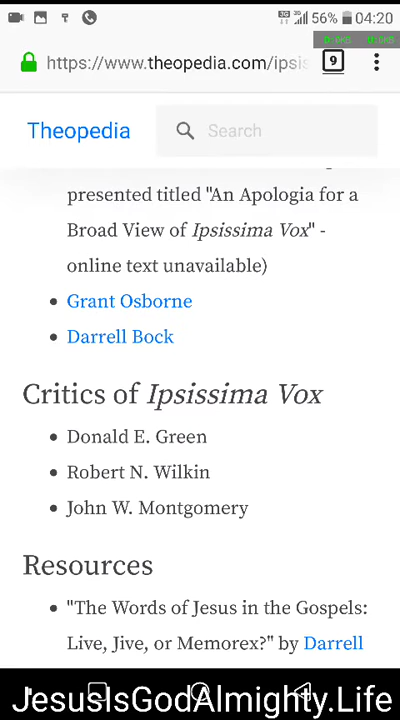 56% 04:20
https://www.theopedia.com/ipsis
9
Theopedia
Search
presented titled "An Apologia for a
Broad View of Ipsissima Vox" -
online text unavailable)
Grant Osborne
Darrell Bock
Critics of Ipsissima Vox
Donald E. Green
Robert N. Wilkin
John W. Montgomery
Resources
"The Words of Jesus in the Gospels:
Live, Jive, or Memorex?" by Darrell
JesusIsGodAlmighty.Life